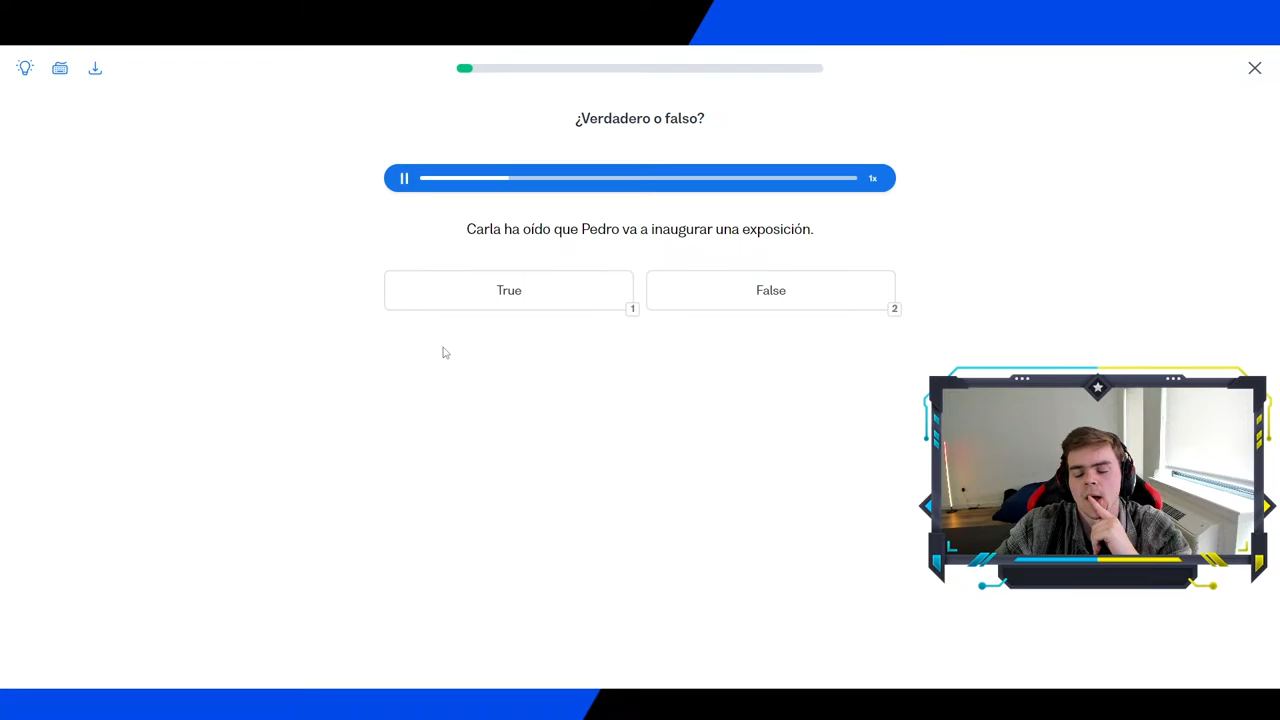 ¿Verdadero o falso?
1x
Carla ha oído que Pedro va a inaugurar una exposición.
True
1
False
2